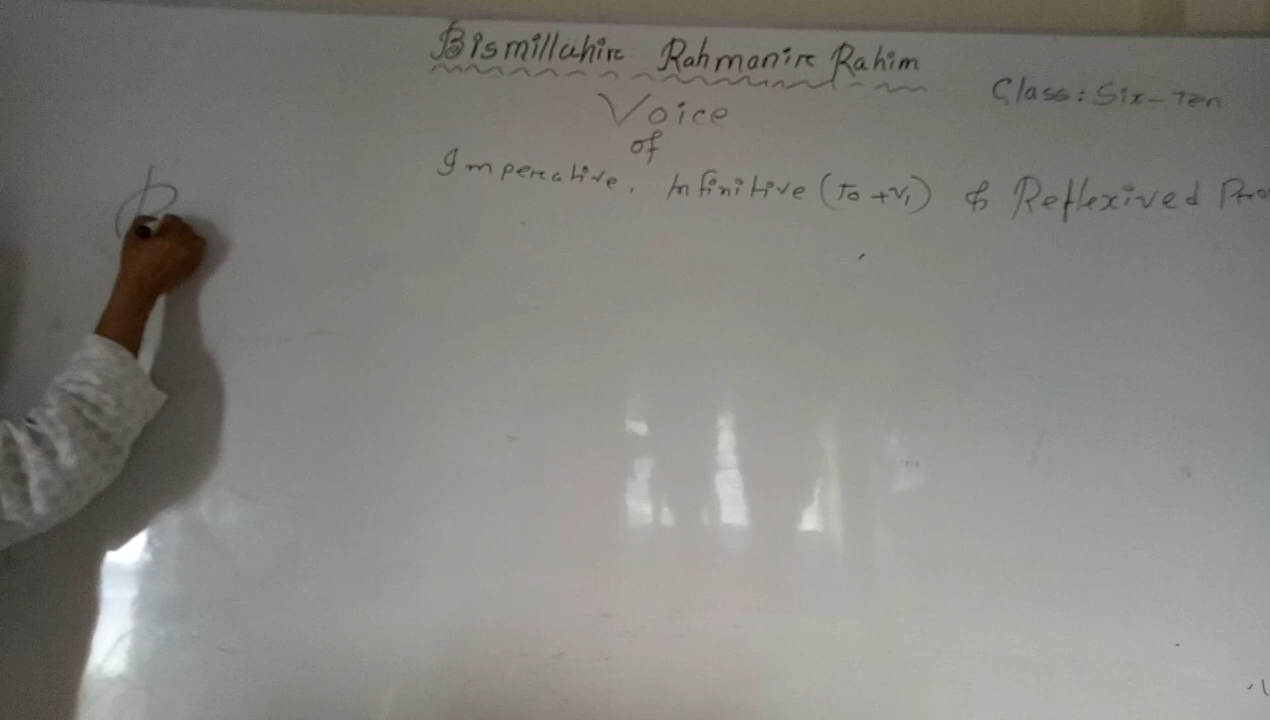 Bismillahir Rahmanir Rahim
Class: Six-Ten
Voice
of
Imperative, Infinitive (To +V1) & Reflexived